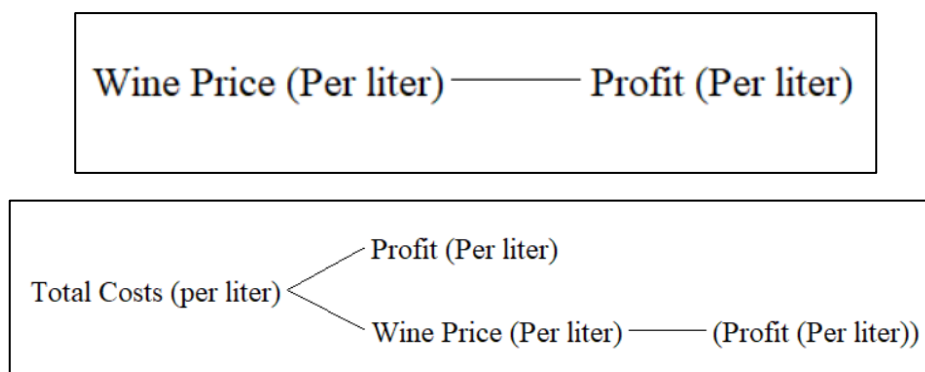 Wine Price (Per liter) Profit (Per liter)
Profit (Per liter)
Total Costs (per liter)
Wine Price (Per liter) (Profit (Per liter))